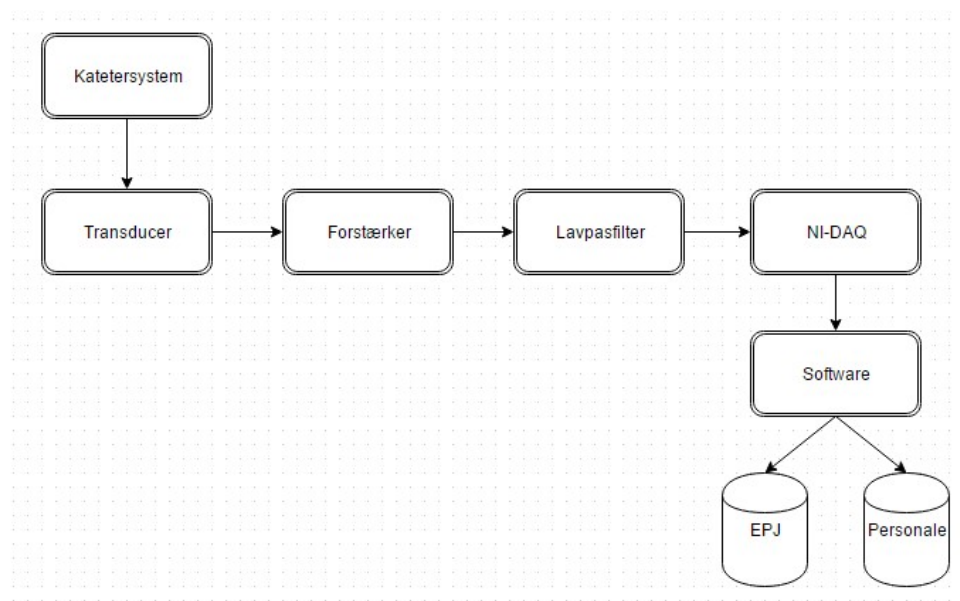 Katetersystem
Transducer
Forstærker
Lavpasfilter
NI-DAQ
Software
EPJ
Personale